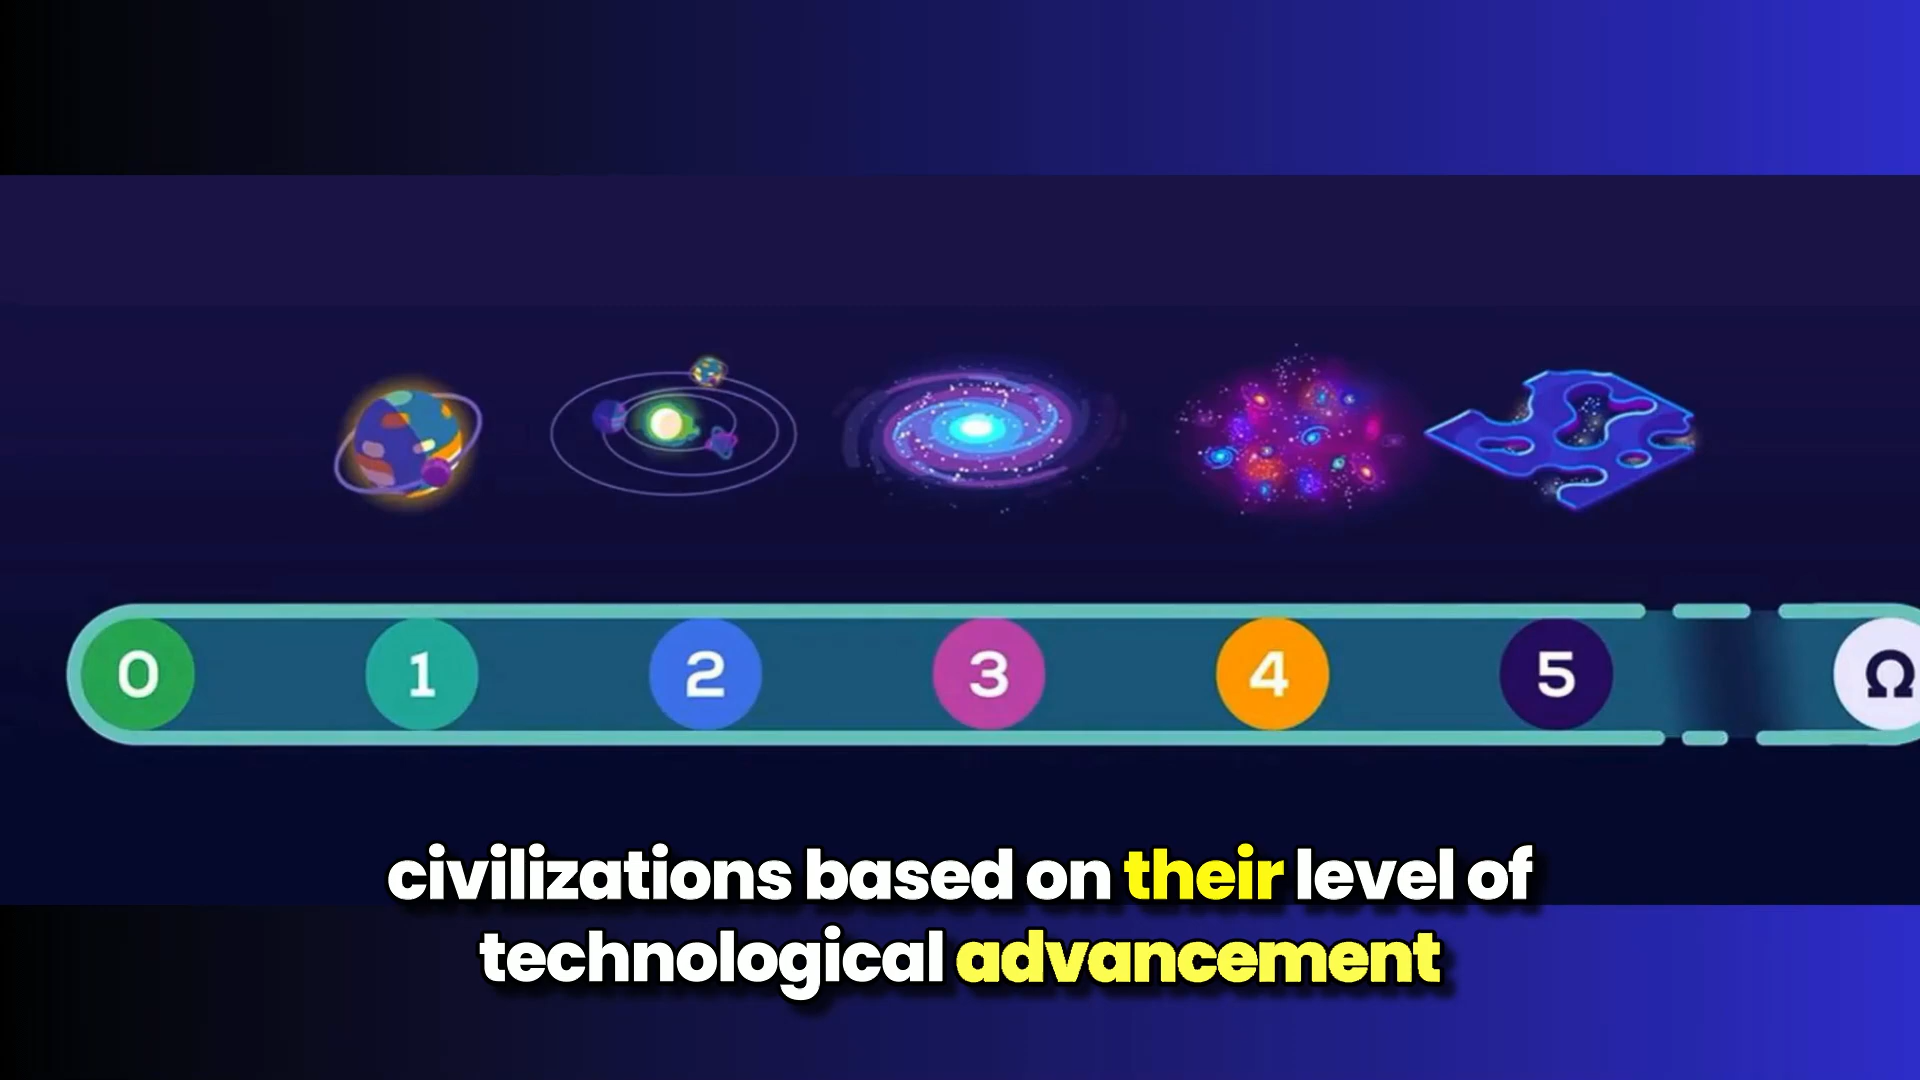 0 1 2 3 4 5 Ω
civilizations based on their level of
technological advancement